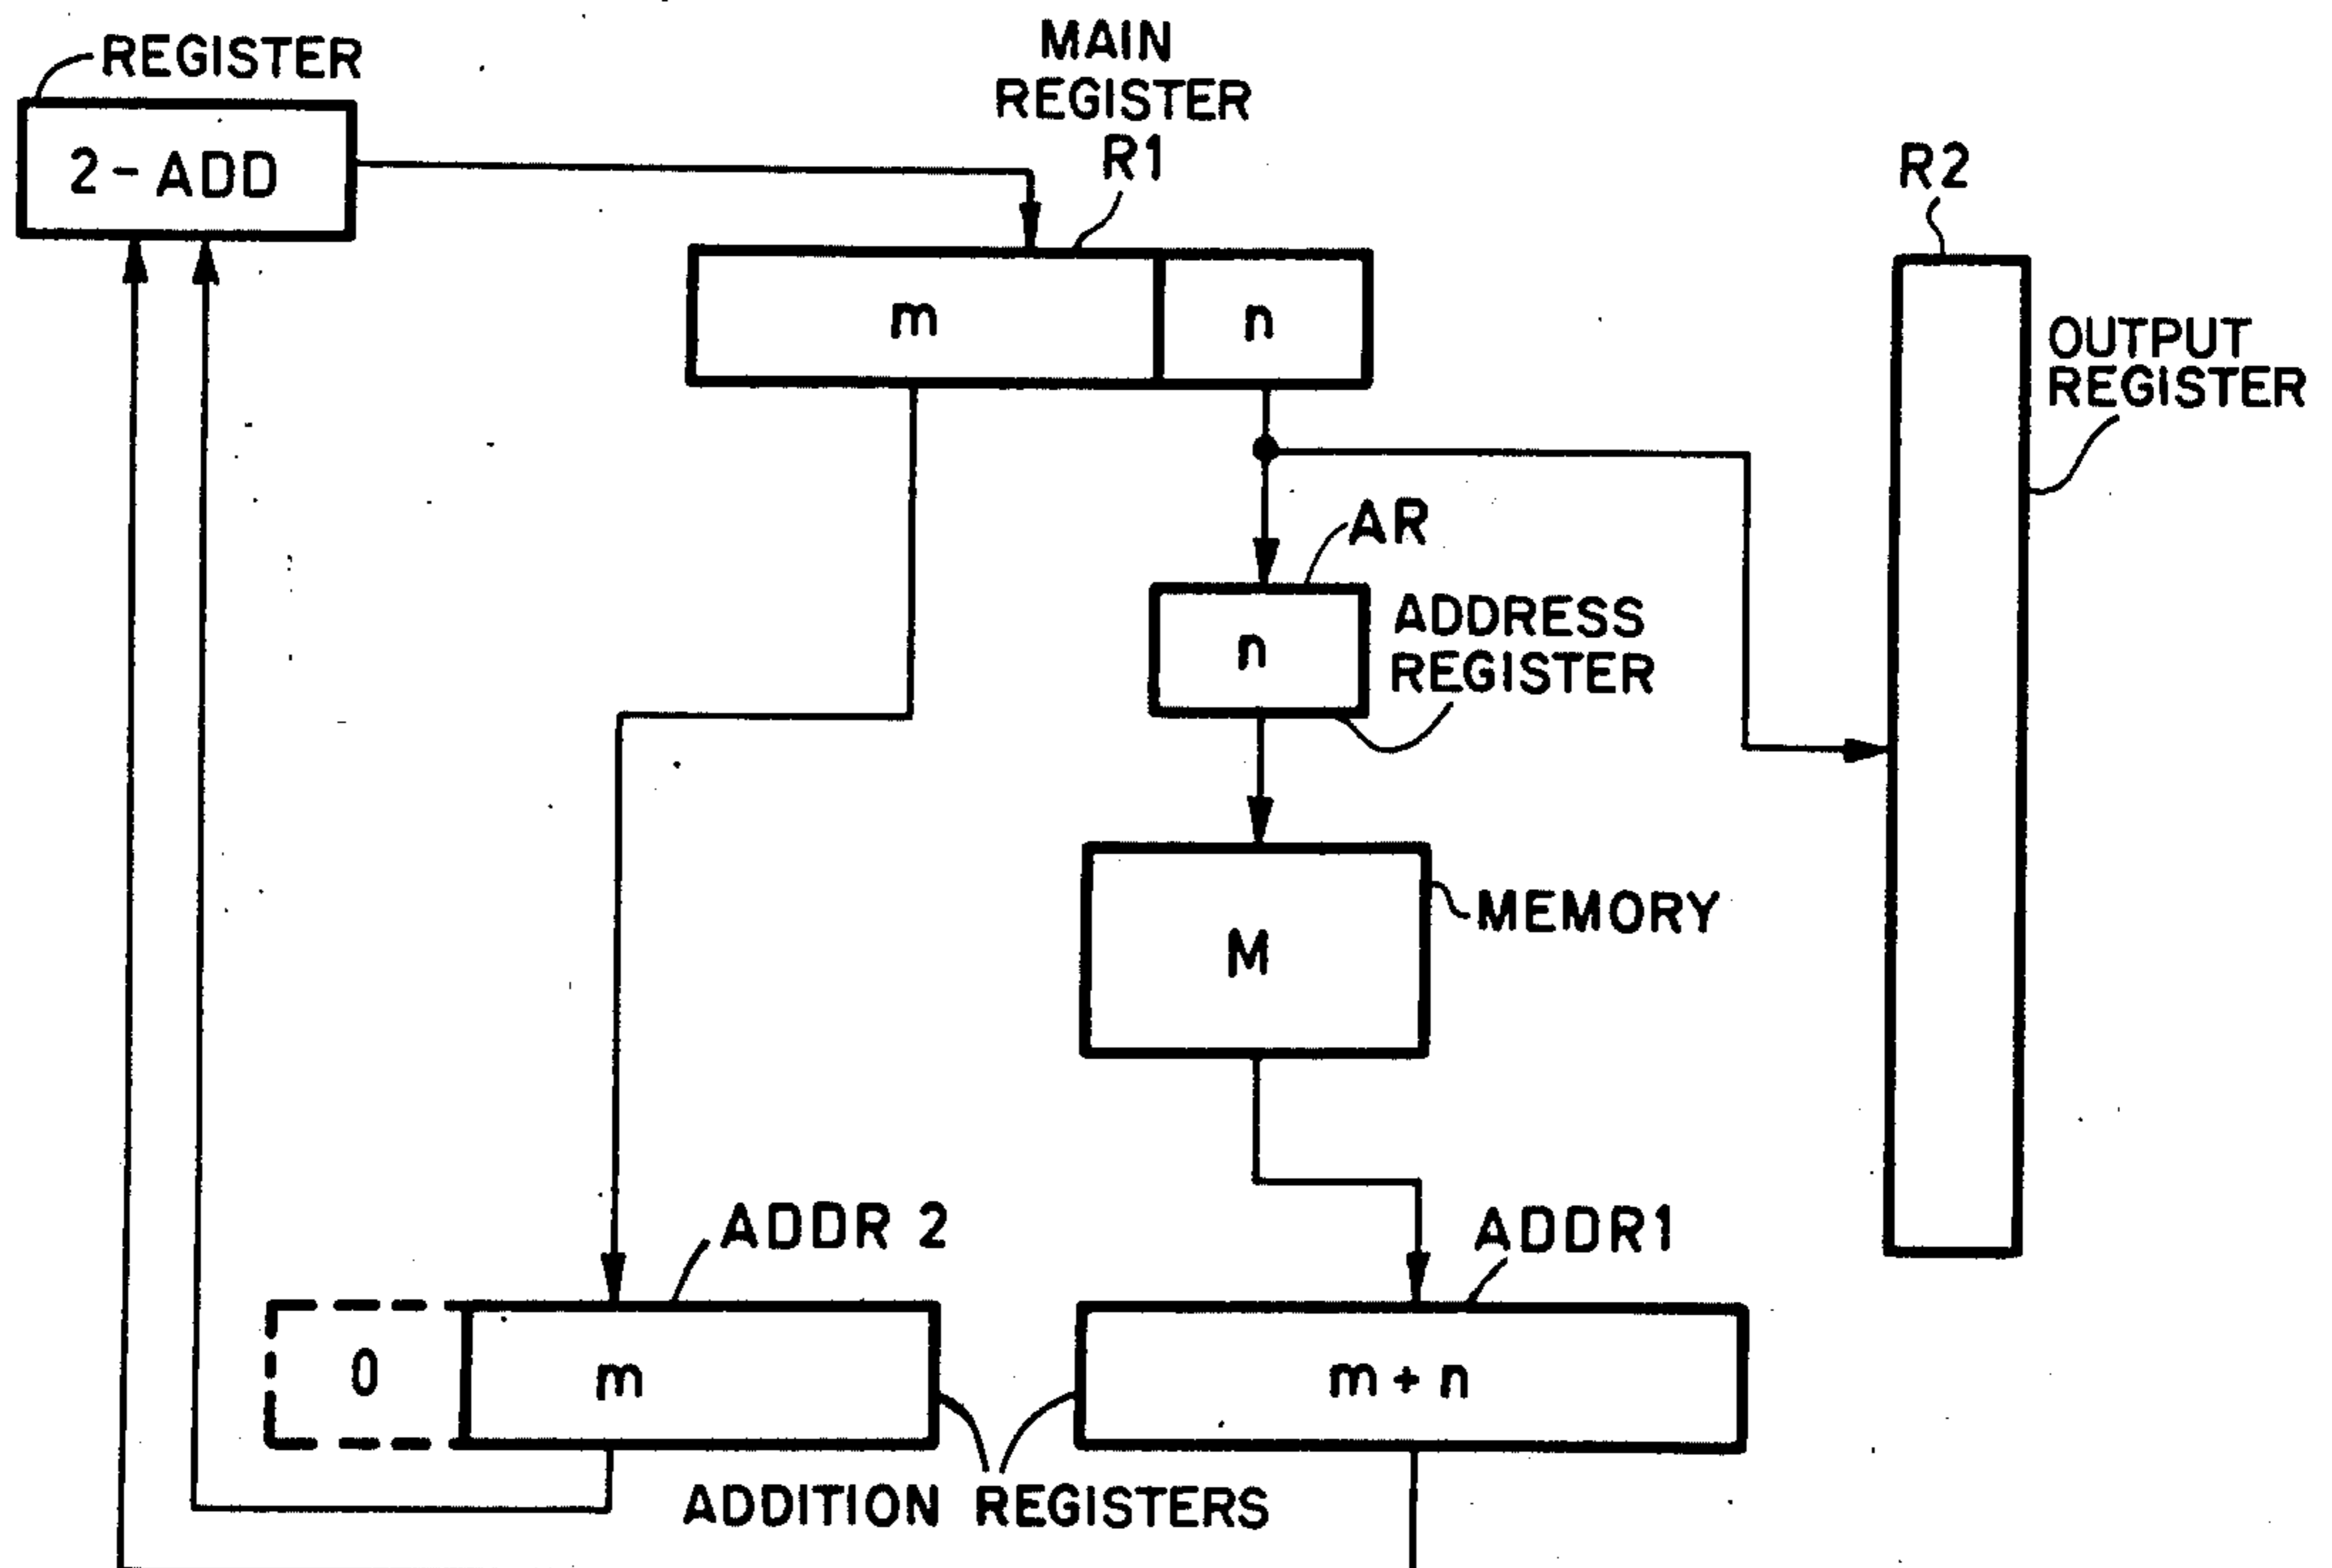 REGISTER
2-ADD
MAIN
REGISTER
R1
m
n
R2
OUTPUT
REGISTER
AR
n
ADDRESS
REGISTER
M
MEMORY
ADDR 2
ADDR1
0
m
m + n
ADDITION REGISTERS